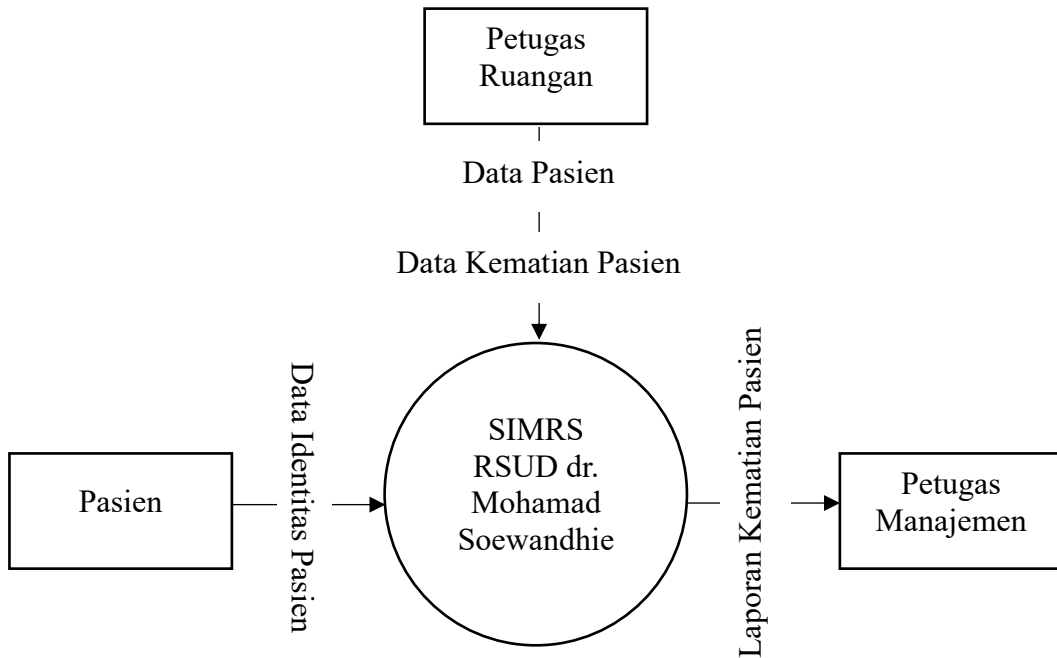 Petugas
Ruangan
Data Pasien
Data Kematian Pasien
Pasien
Data Identitas Pasien
SIMRS
RSUD dr.
Mohamad
Soewandhie
Laporan Kematian Pasien
Petugas
Manajemen